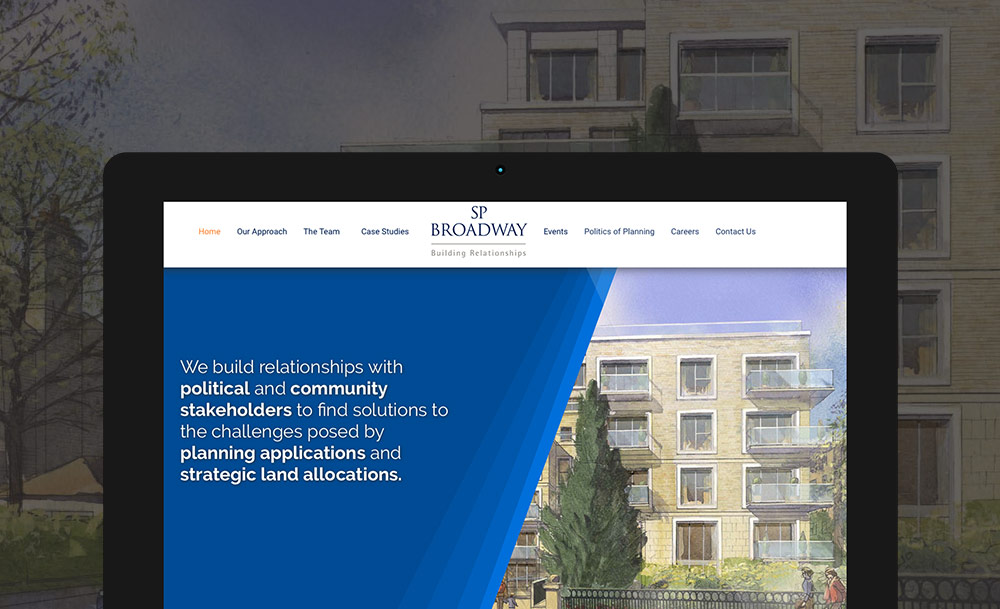 Home
Our Approach
The Team
Case Studies
SP
BROADWAY
Building Relationships
Events
Politics of Planning
Careers
Contact Us
We build relationships with
political and community
stakeholders to find solutions to
the challenges posed by
planning applications and
strategic land allocations.